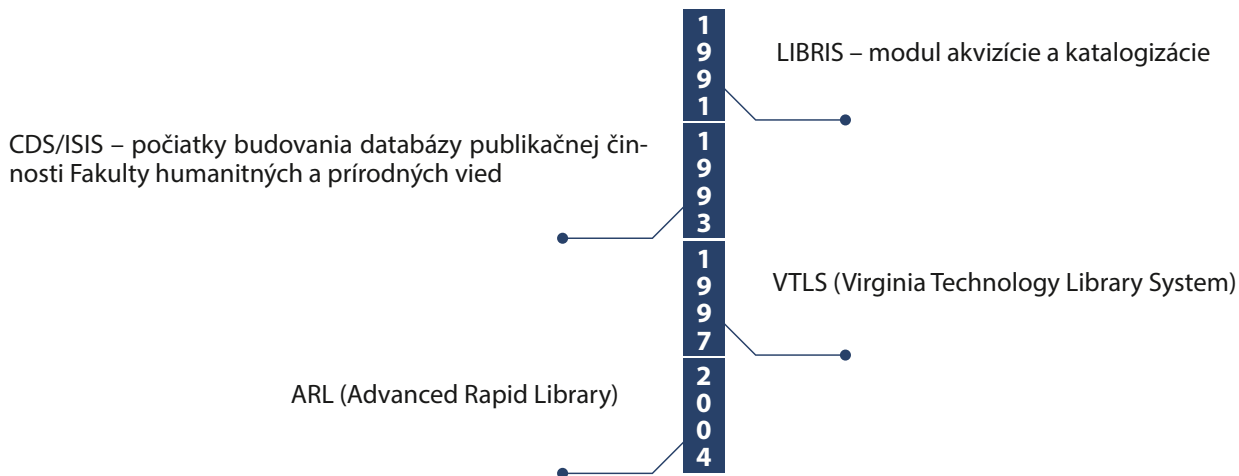 1991
LIBRIS – modul akvizície a katalogizácie
CDS/ISIS – počiatky budovania databázy publikačnej čin-
nosti Fakulty humanitných a prírodných vied
1993
1997
VTLS (Virginia Technology Library System)
ARL (Advanced Rapid Library)
2004